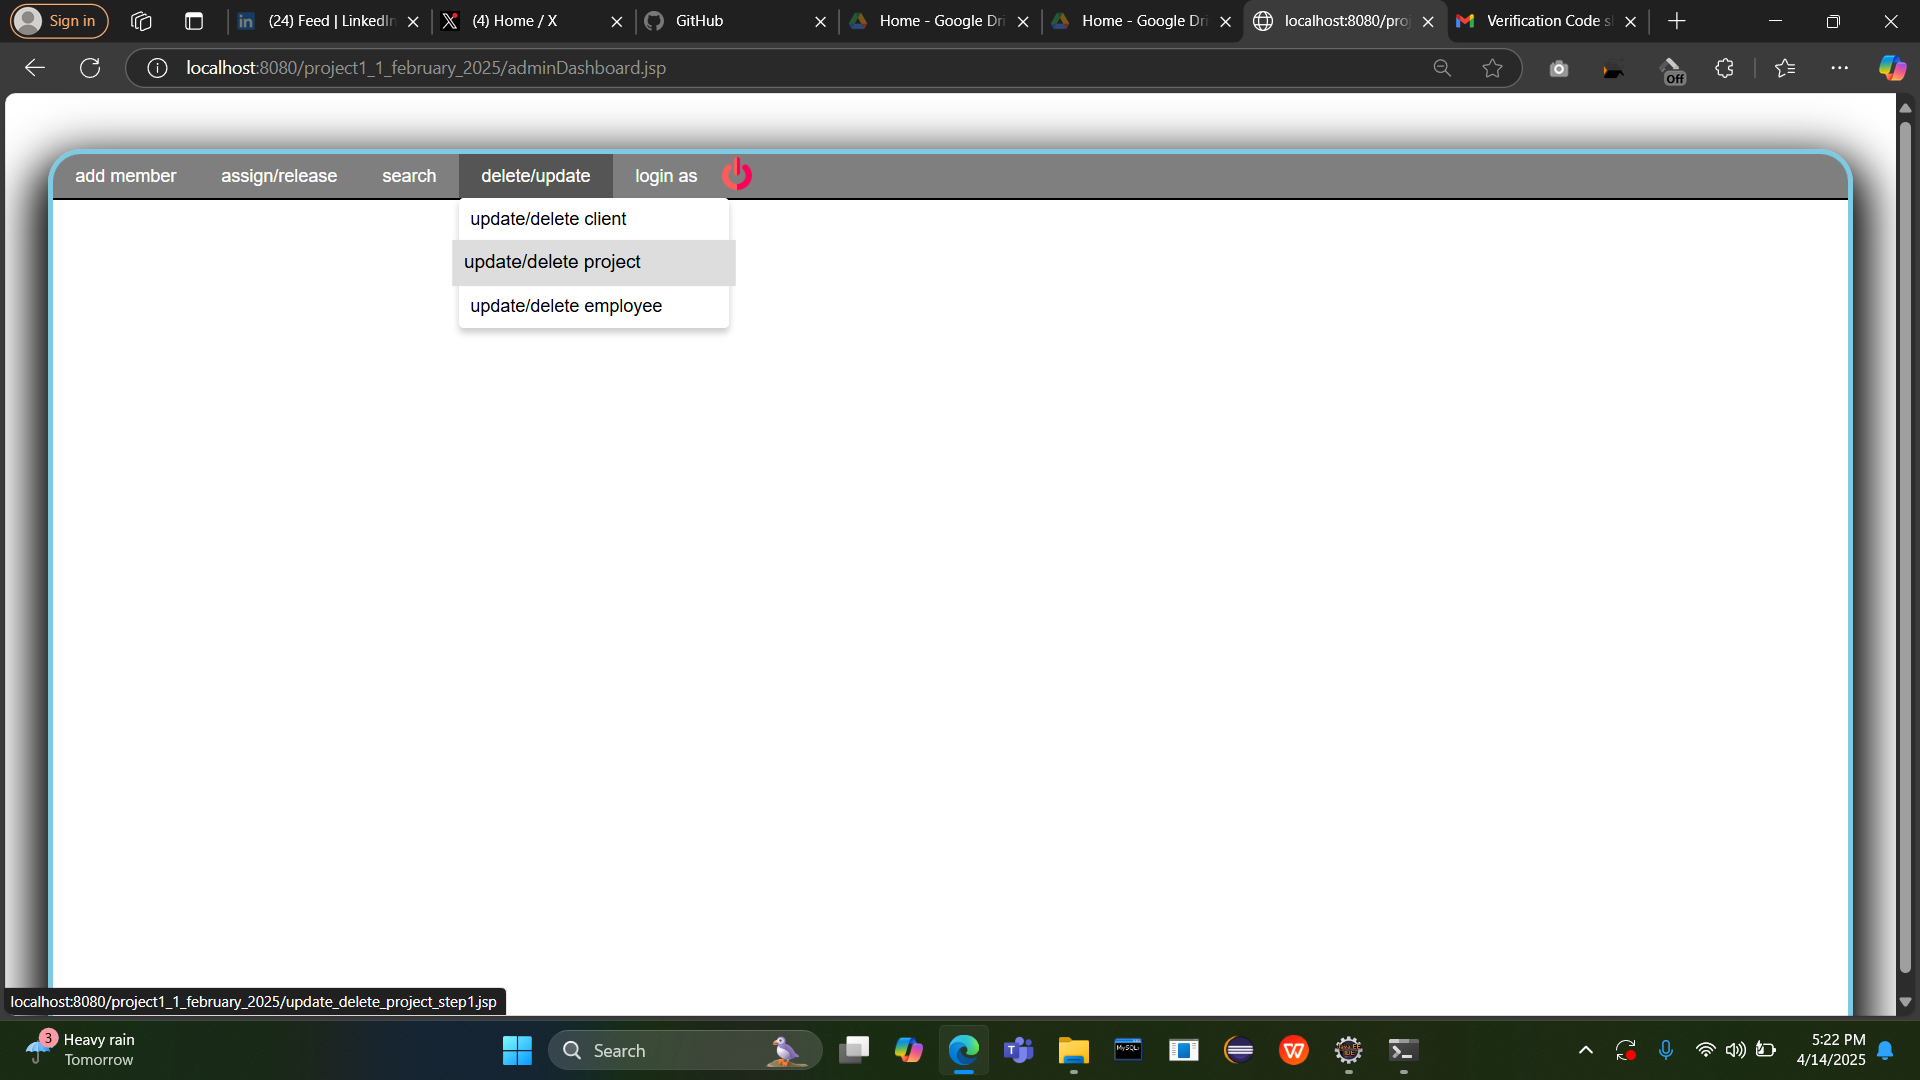 Sign in
(24) Feed | LinkedIn
(4) Home / X
GitHub
Home - Google Dri
Home - Google Dri
localhost:8080/proj
Verification Code s
localhost:8080/project1_1_february_2025/adminDashboard.jsp
Off
add member
assign/release
search
delete/update
login as
update/delete client
update/delete project
update/delete employee
localhost:8080/project1_1_february_2025/update_delete_project_step1.jsp
3
Heavy rain
Tomorrow
Search
MySQL
5:22 PM
4/14/2025